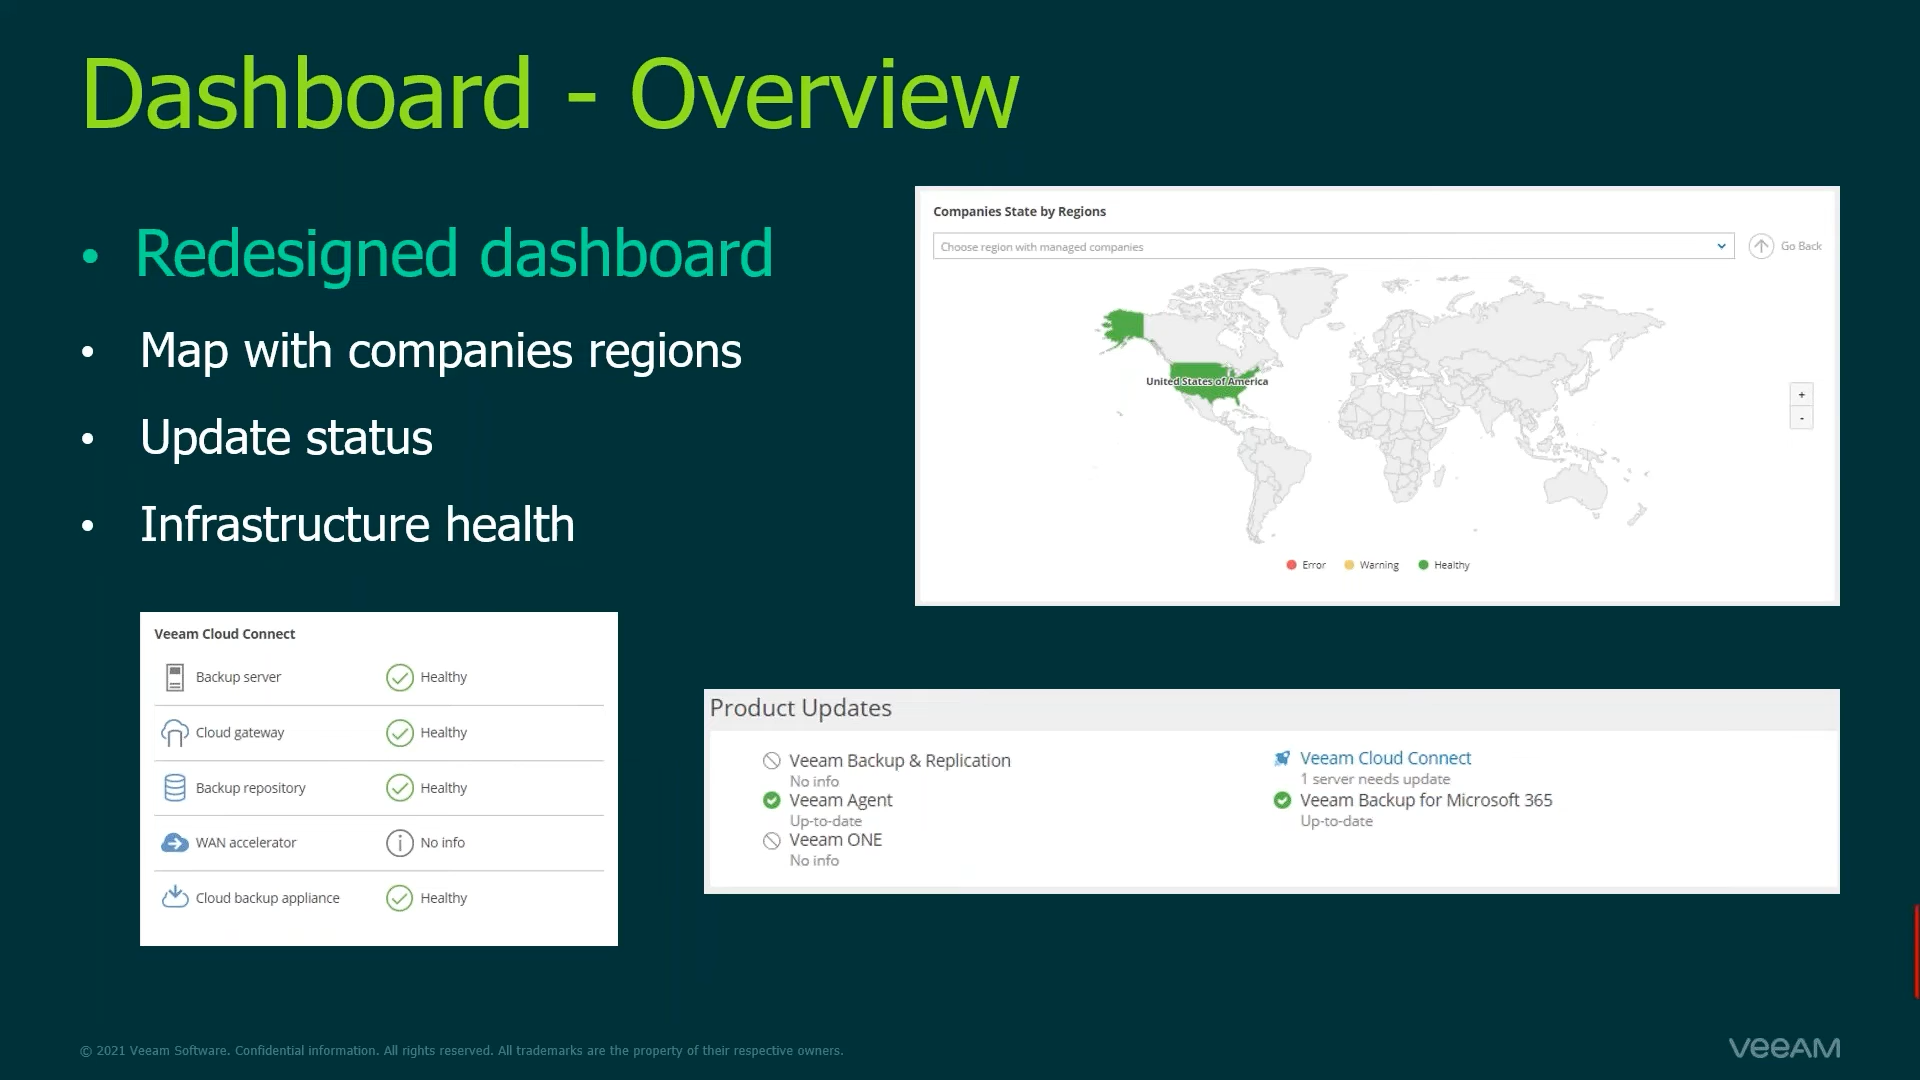 Dashboard - Overview
• Redesigned dashboard
• Map with companies regions
• Update status
• Infrastructure health
Companies State by Regions
Choose region with managed companies
Go Back
United States of America
+
-
Error Warning Healthy
Veeam Cloud Connect
Backup server Healthy
Cloud gateway Healthy
Backup repository Healthy
WAN accelerator No info
Cloud backup appliance Healthy
Product Updates
Veeam Backup & Replication
No info
Veeam Agent
Up-to-date
Veeam ONE
No info
Veeam Cloud Connect
1 server needs update
Veeam Backup for Microsoft 365
Up-to-date
© 2021 Veeam Software. Confidential information. All rights reserved. All trademarks are the property of their respective owners.
veeAM